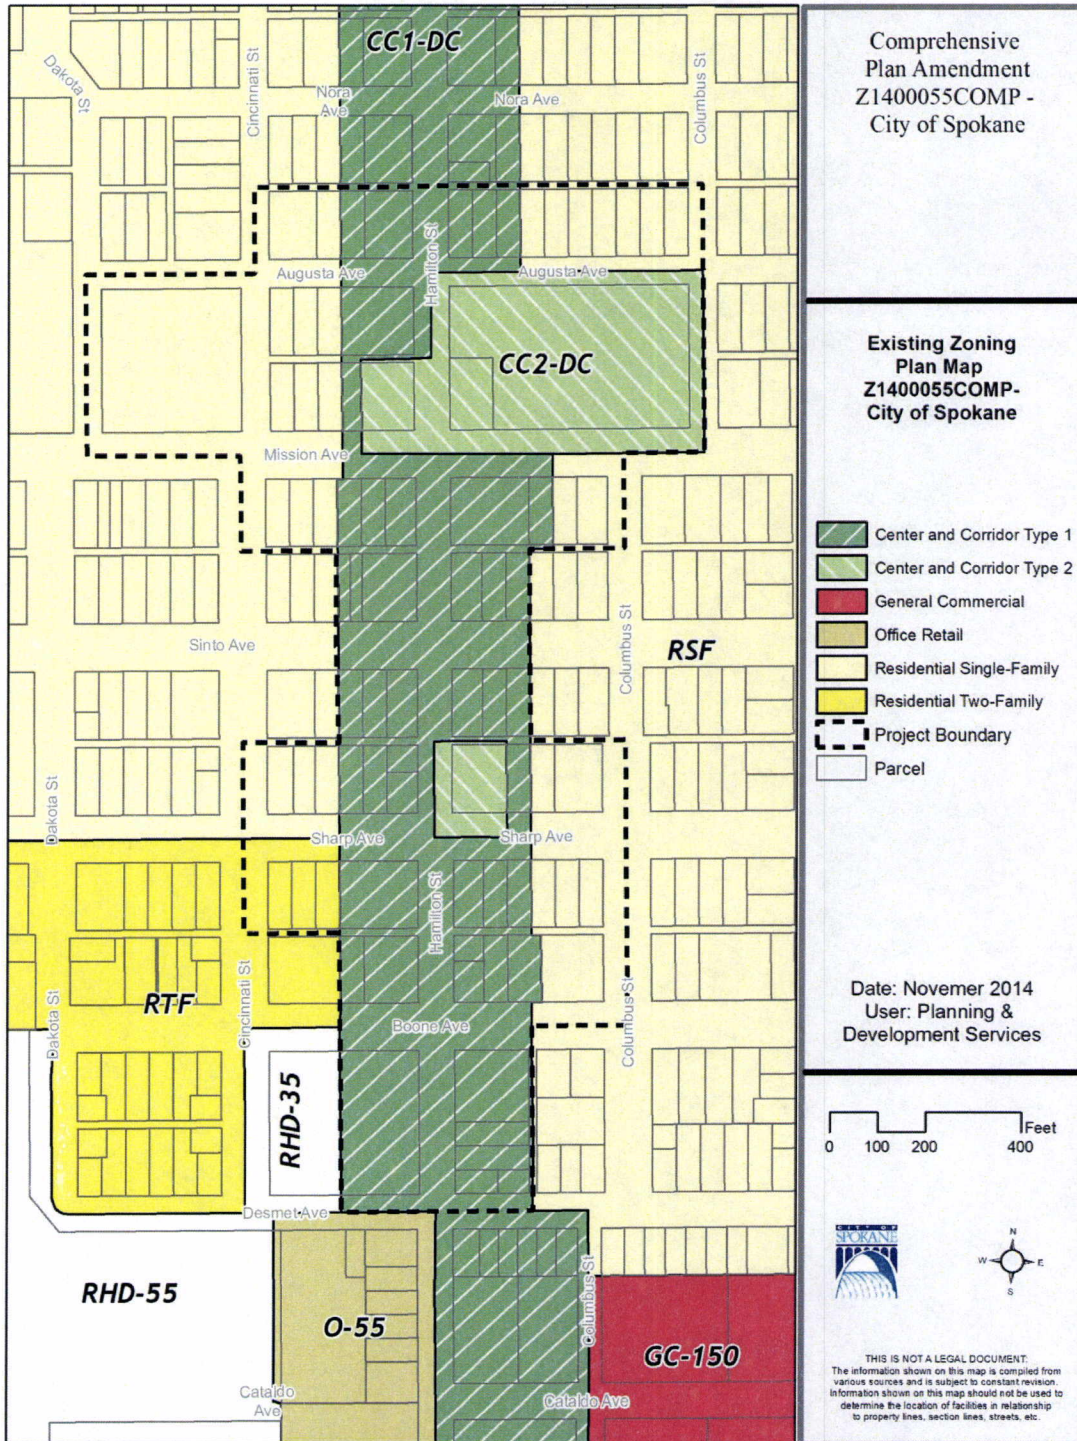 CC1-DC
Dakota St
Cincinnati St
Nora
Ave
Nora Ave
Columbus St
Hamilton St
Augusta Ave
Augusta Ave
CC2-DC
Mission Ave
Sinto Ave
Columbus St
RSF
Dakota St
Sharp Ave
Sharp Ave
Hamilton St
RTF
Dakota St
Cincinnati St
Columbus St
Boone Ave
RHD-35
Desmet Ave
RHD-55
O-55
Columbus St
GC-150
Cataldo
Ave
Cataldo Ave
Comprehensive
Plan Amendment
Z1400055COMP -
City of Spokane
Existing Zoning
Plan Map
Z1400055COMP-
City of Spokane
Center and Corridor Type 1
Center and Corridor Type 2
General Commercial
Office Retail
Residential Single-Family
Residential Two-Family
Project Boundary
Parcel
Date: Novemer 2014
User: Planning &
Development Services
Feet
0 100 200 400
CITY OF
SPOKANE
N
W E
S
THIS IS NOT A LEGAL DOCUMENT:
The information shown on this map is compiled from
various sources and is subject to constant revision.
Information shown on this map should not be used to
determine the location of facilities in relationship
to property lines, section lines, streets, etc.